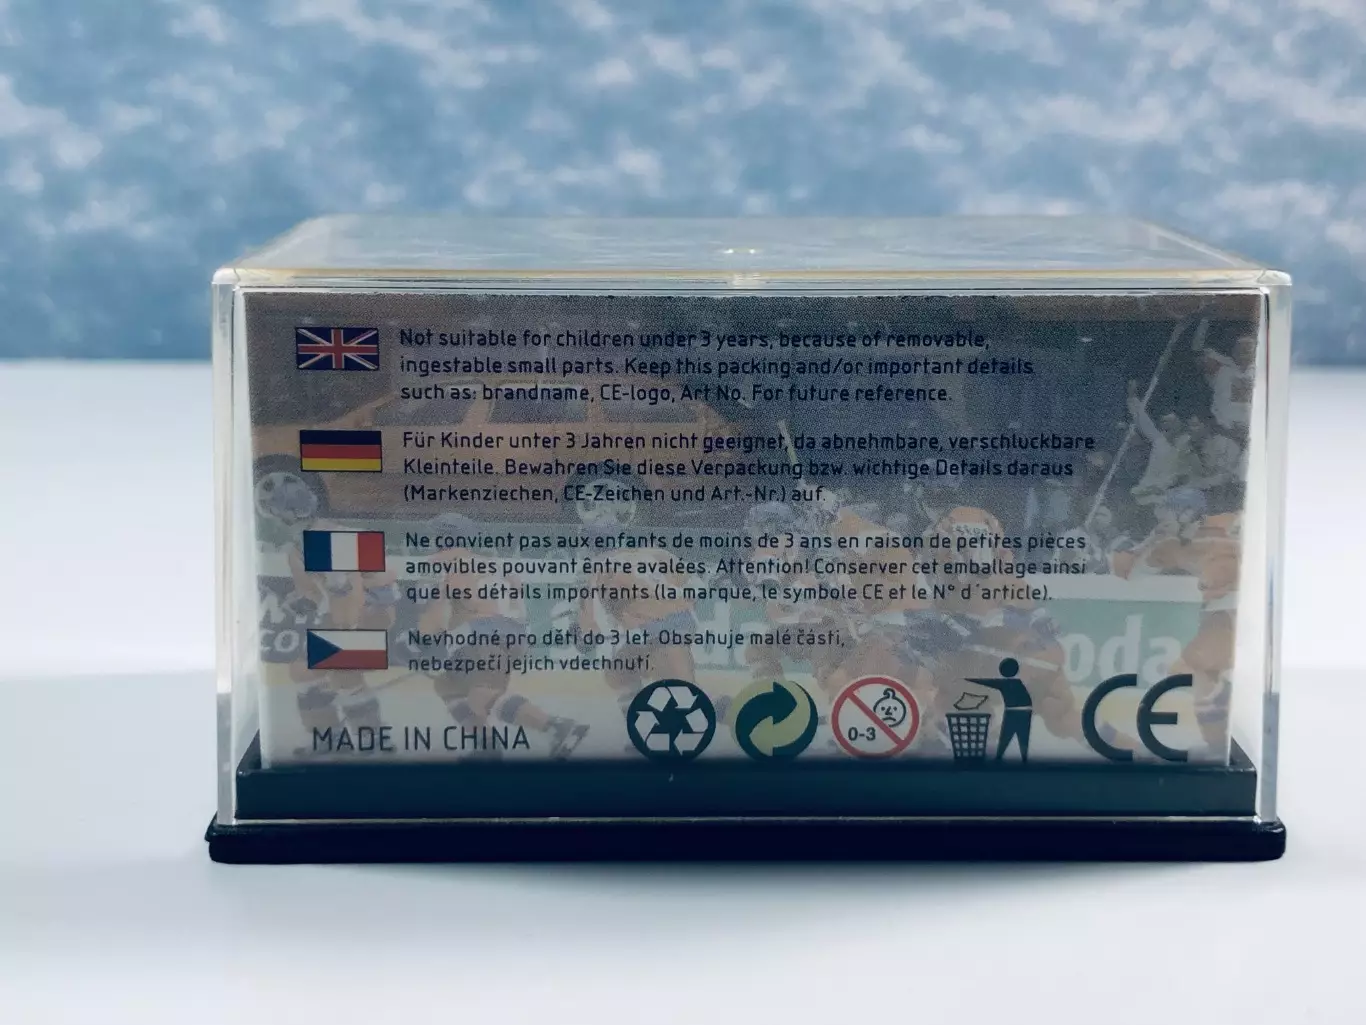 Not suitable for children under 3 years, because of removable,
ingestable small parts. Keep this packing and/or important details
such as: brandname, CE-logo, Art No. For future reference.
Für Kinder unter 3 Jahren nicht geeignet, da abnehmbare, verschluckbare
Kleinteile. Bewahren Sie diese Verpackung bzw. wichtige Details daraus
(Markenziechen, CE-Zeichen und Art.-Nr.) auf.
Ne convient pas aux enfants de moins de 3 ans en raison de petites pièces
amovibles pouvant êntre avalées. Attention! Conserver cet emballage ainsi
que les détails importants (la marque, le symbole CE et le N° d´article).
Nevhodné pro děti do 3 let. Obsahuje malé části,
nebezpečí jejich vdechnutí.
oda
0-3
CE
MADE IN CHINA